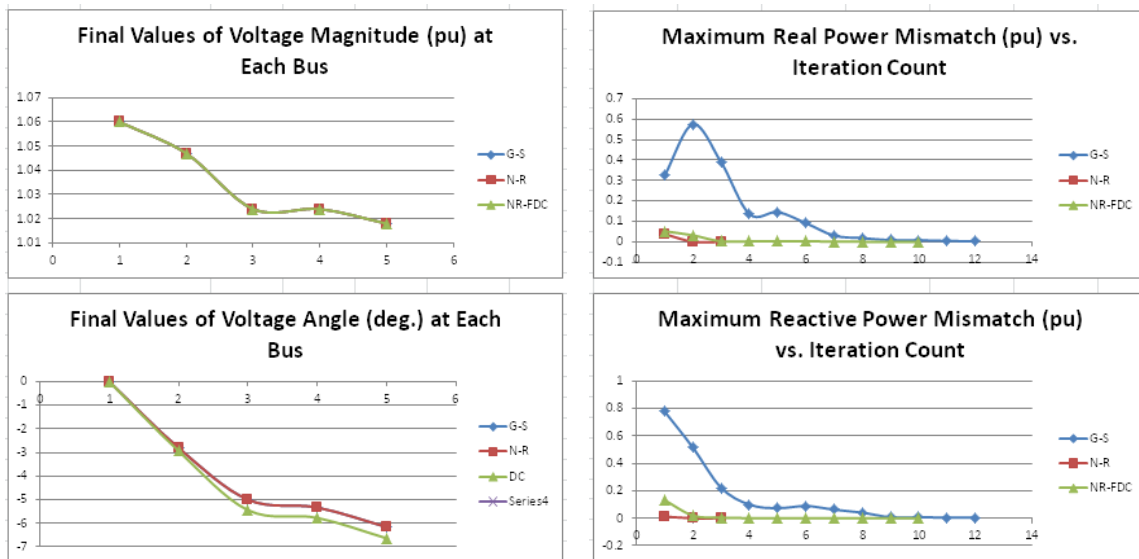 Final Values of Voltage Magnitude (pu) at
Each Bus
1.07
1.06
1.05
1.04
1.03
1.02
1.01
0 1 2 3 4 5 6
G-S
N-R
NR-FDC
Maximum Real Power Mismatch (pu) vs.
Iteration Count
0.7
0.6
0.5
0.4
0.3
0.2
0.1
0
-0.1
0 2 4 6 8 10 12 14
G-S
N-R
NR-FDC
Final Values of Voltage Angle (deg.) at Each
Bus
0
-1
-2
-3
-4
-5
-6
-7
0 1 2 3 4 5 6
G-S
N-R
DC
Series4
Maximum Reactive Power Mismatch (pu)
vs. Iteration Count
1
0.8
0.6
0.4
0.2
0
-0.2
0 2 4 6 8 10 12 14
G-S
N-R
NR-FDC